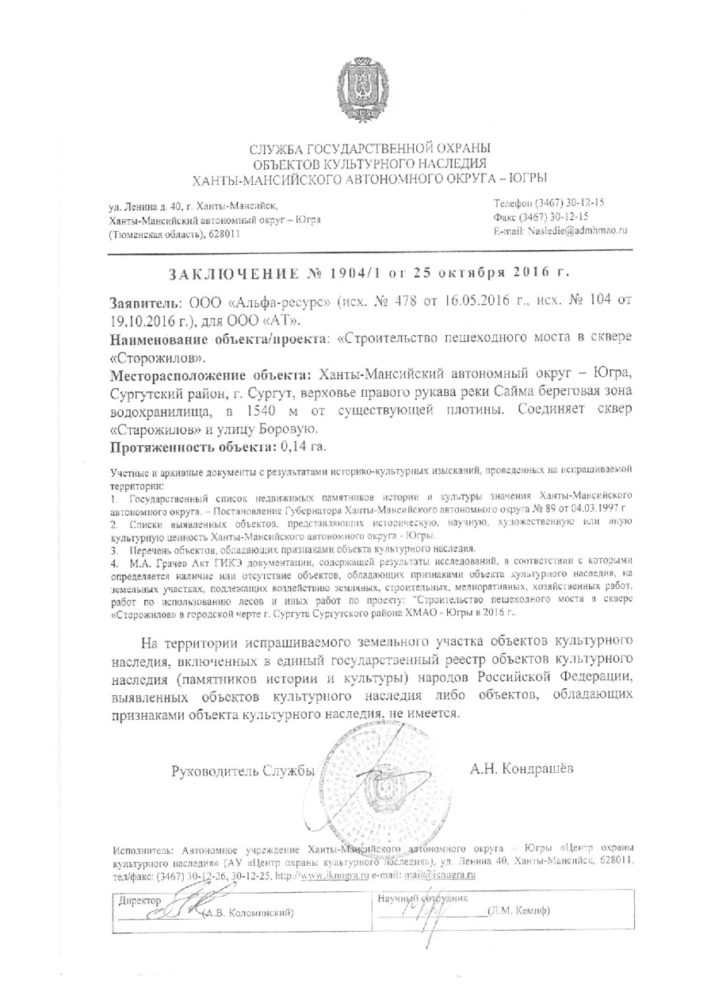 СЛУЖБА ГОСУДАРСТВЕННОЙ ОХРАНЫ
ОБЪЕКТОВ КУЛЬТУРНОГО НАСЛЕДИЯ
ХАНТЫ-МАНСИЙСКОГО АВТОНОМНОГО ОКРУГА – ЮГРЫ
ул. Ленина д. 40, г. Ханты-Мансийск,
Ханты-Мансийский автономный округ – Югра
(Тюменская область), 628011
Телефон (3467) 30-12-15
Факс (3467) 30-12-15
E-mail: Nasledie@admhmao.ru
ЗАКЛЮЧЕНИЕ № 1904/1 от 25 октября 2016 г.
Заявитель: ООО «Альфа-ресурс» (исх. № 478 от 16.05.2016 г., исх. № 104 от
19.10.2016 г.), для ООО «АТ».
Наименование объекта/проекта: «Строительство пешеходного моста в сквере
«Сторожилов».
Месторасположение объекта: Ханты-Мансийский автономный округ – Югра,
Сургутский район, г. Сургут, верховье правого рукава реки Сайма береговая зона
водохранилища, в 1540 м от существующей плотины. Соединяет сквер
«Старожилов» и улицу Боровую.
Протяженность объекта: 0,14 га.
Учетные и архивные документы с результатами историко-культурных изысканий, проведенных на испрашиваемой
территории:
1. Государственный список недвижимых памятников истории и культуры значения Ханты-Мансийского
автономного округа. – Постановление Губернатора Ханты-Мансийского автономного округа № 89 от 04.03.1997 г.
2. Списки выявленных объектов, представляющих историческую, научную, художественную или иную
культурную ценность Ханты-Мансийского автономного округа - Югры.
3. Перечень объектов, обладающих признаками объекта культурного наследия.
4. М.А. Грачев Акт ГИКЭ документации, содержащей результаты исследований, в соответствии с которыми
определяется наличие или отсутствие объектов, обладающих признаками объекта культурного наследия, на
земельных участках, подлежащих воздействию земляных, строительных, мелиоративных, хозяйственных работ,
работ по использованию лесов и иных работ по проекту: "Строительство пешеходного моста в сквере
«Сторожилов» в городской черте г. Сургута Сургутского района ХМАО - Югры в 2016 г..
На территории испрашиваемого земельного участка объектов культурного
наследия, включенных в единый государственный реестр объектов культурного
наследия (памятников истории и культуры) народов Российской Федерации,
выявленных объектов культурного наследия либо объектов, обладающих
признаками объекта культурного наследия, не имеется.
Руководитель Службы
А.Н. Кондрашёв
Исполнитель: Автономное учреждение Ханты-Мансийского автономного округа – Югры «Центр охраны
культурного наследия» (АУ «Центр охраны культурного наследия»), ул. Ленина 40, Ханты-Мансийск, 628011,
тел/факс: (3467) 30-12-26, 30-12-25, http://www.iknugra.ru e-mail: mail@iknugra.ru
Директор
(А.В. Коломинский)
Научный сотрудник
(Л.М. Кемпф)